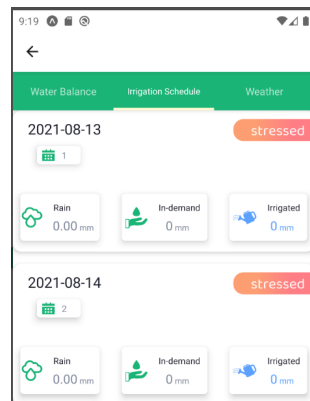 9:19
Water Balance Irrigation Schedule Weather
2021-08-13 stressed
1
Rain In-demand Irrigated
0.00 mm 0 mm 0 mm
2021-08-14 stressed
2
Rain In-demand Irrigated
0.00 mm 0 mm 0 mm